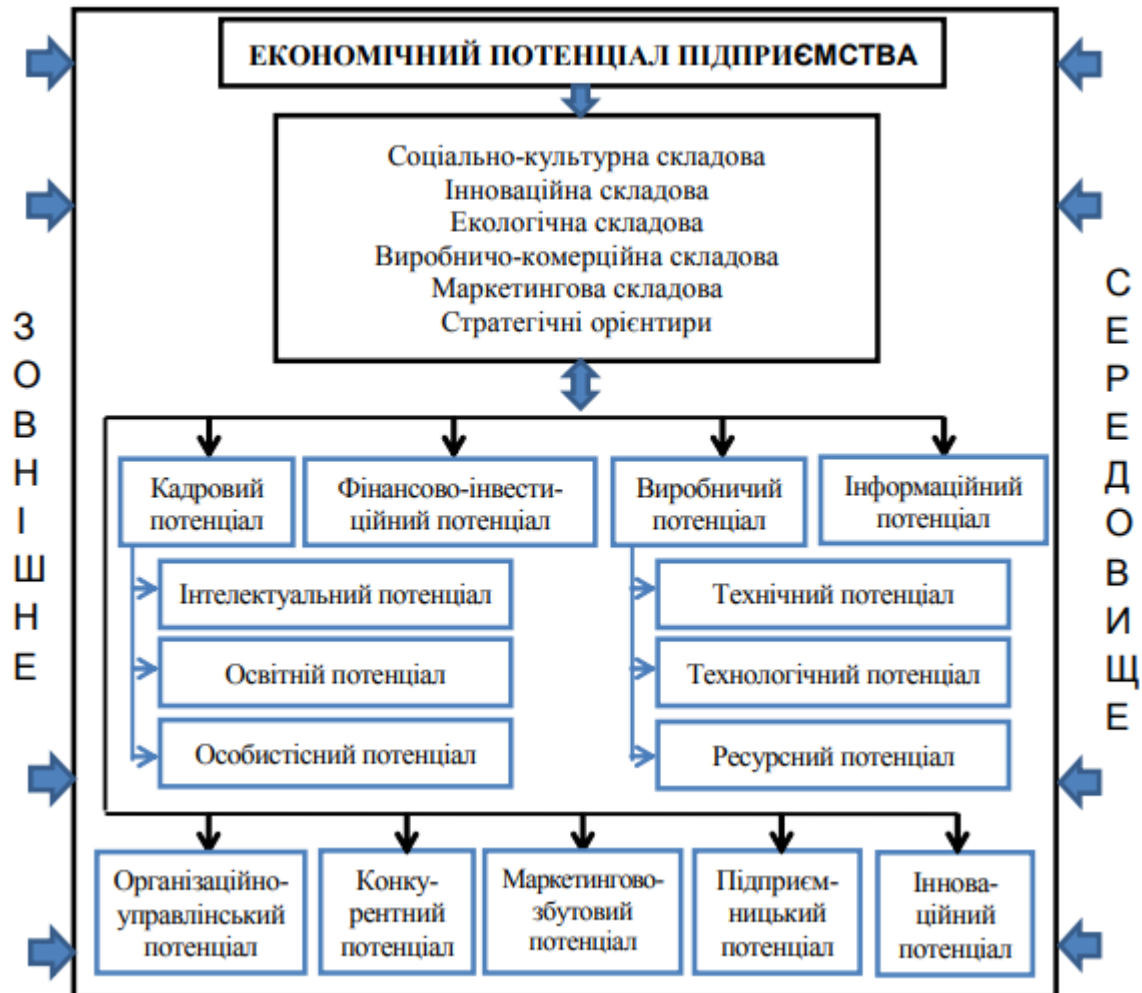 ЕКОНОМІЧНИЙ ПОТЕНЦІАЛ ПІДПРИЄМСТВА
Соціально-культурна складова
Інноваційна складова
Екологічна складова
Виробничо-комерційна складова
Маркетингова складова
Стратегічні орієнтири
ЗОВНІШНЕ
СЕРЕДОВИЩЕ
Кадровий
потенціал
Фінансово-інвести-
ційний потенціал
Виробничий
потенціал
Інформаційний
потенціал
Інтелектуальний потенціал
Освітній потенціал
Особистісний потенціал
Технічний потенціал
Технологічний потенціал
Ресурсний потенціал
Організаційно-
управлінський
потенціал
Конку-
рентний
потенціал
Маркетингово-
збутовий
потенціал
Підприєм-
ницький
потенціал
Іннова-
ційний
потенціал